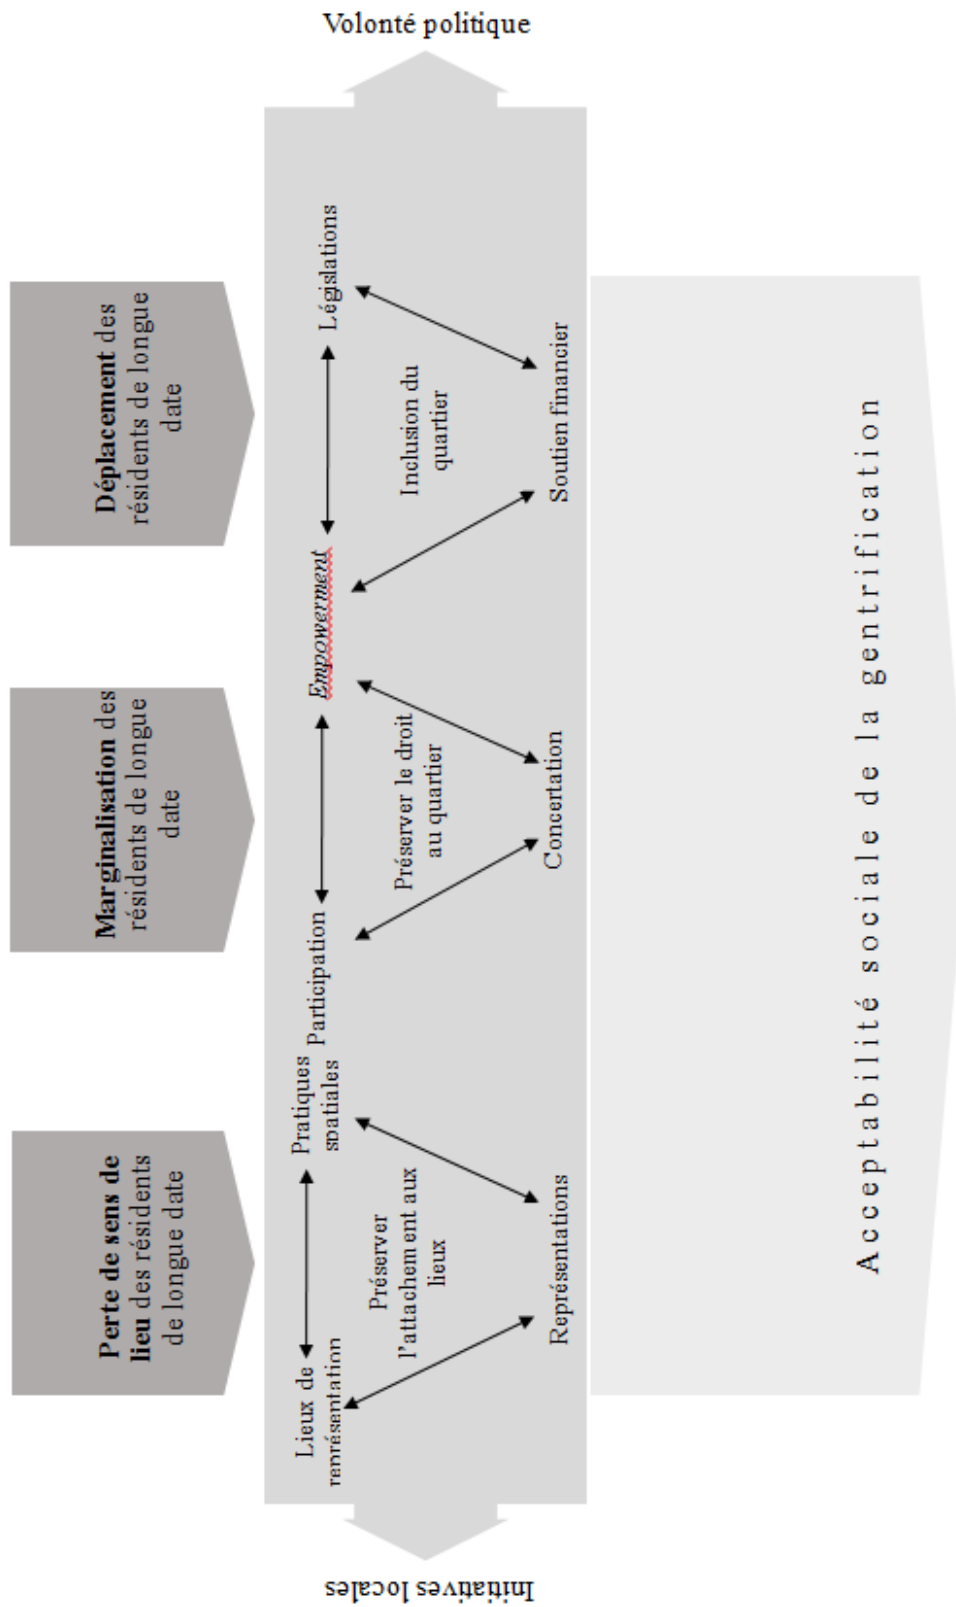 Volonté politique
Perte de sens de
lieu des résidents
de longue date
Marginalisation des
résidents de longue
date
Déplacement des
résidents de longue
date
Lieux de
représentation
Pratiques
spatiales
Participation
Empowerment
Législations
Préserver
l'attachement aux
lieux
Préserver le droit
au quartier
Inclusion du
quartier
Représentations
Concertation
Soutien financier
Acceptabilité sociale de la gentrification
Initiatives locales